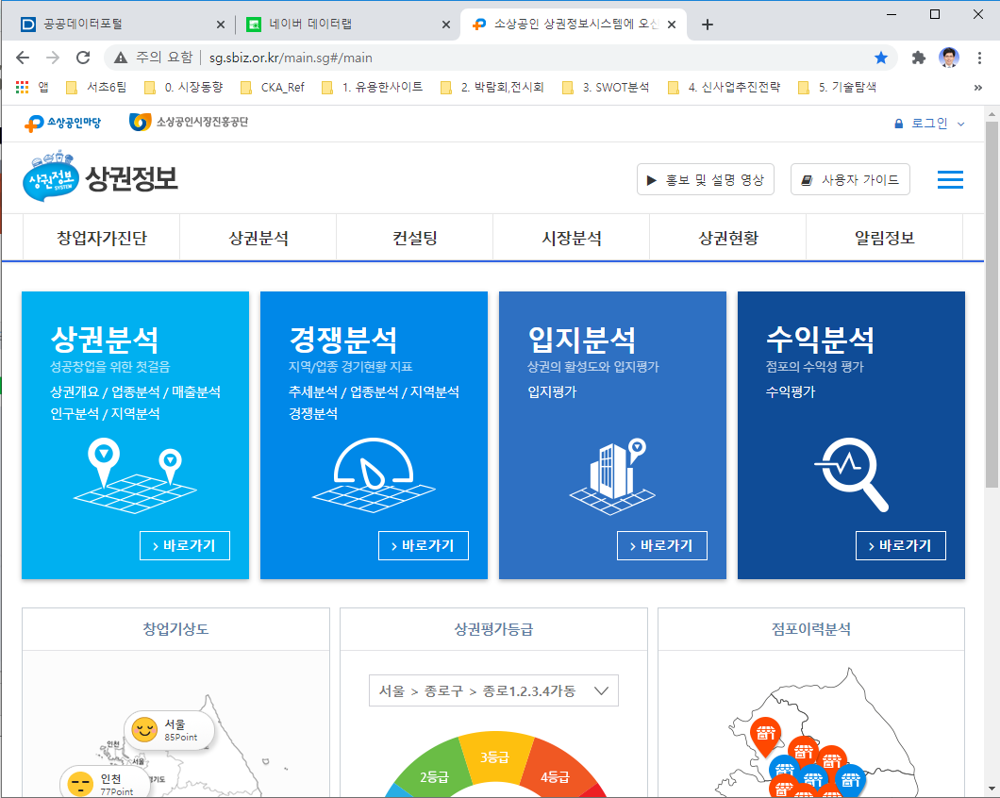 공공데이터포털
네이버 데이터랩
소상공인 상권정보시스템에 오신
주의 요함 | sg.sbiz.or.kr/main.sg#/main
앱 서초6팀 0. 시장동향 CKA_Ref 1. 유용한사이트 2. 박람회,전시회 3. SWOT분석 4. 신사업추진전략 5. 기술탐색 »
소상공인마당 소상공인시장진흥공단 로그인
상권정보 SYSTEM 상권정보
홍보 및 설명 영상 사용자 가이드
창업자가진단 상권분석 컨설팅 시장분석 상권현황 알림정보
상권분석
성공창업을 위한 첫걸음
상권개요 / 업종분석 / 매출분석
인구분석 / 지역분석
> 바로가기
경쟁분석
지역/업종 경기현황 지표
추세분석 / 업종분석 / 지역분석
경쟁분석
> 바로가기
입지분석
상권의 활성도와 입지평가
입지평가
> 바로가기
수익분석
점포의 수익성 평가
수익평가
> 바로가기
창업기상도
서울
85Point
인천
서울
인천
77Point
경기도
상권평가등급
서울 > 종로구 > 종로1.2.3.4가동
2등급
3등급
4등급
점포이력분석